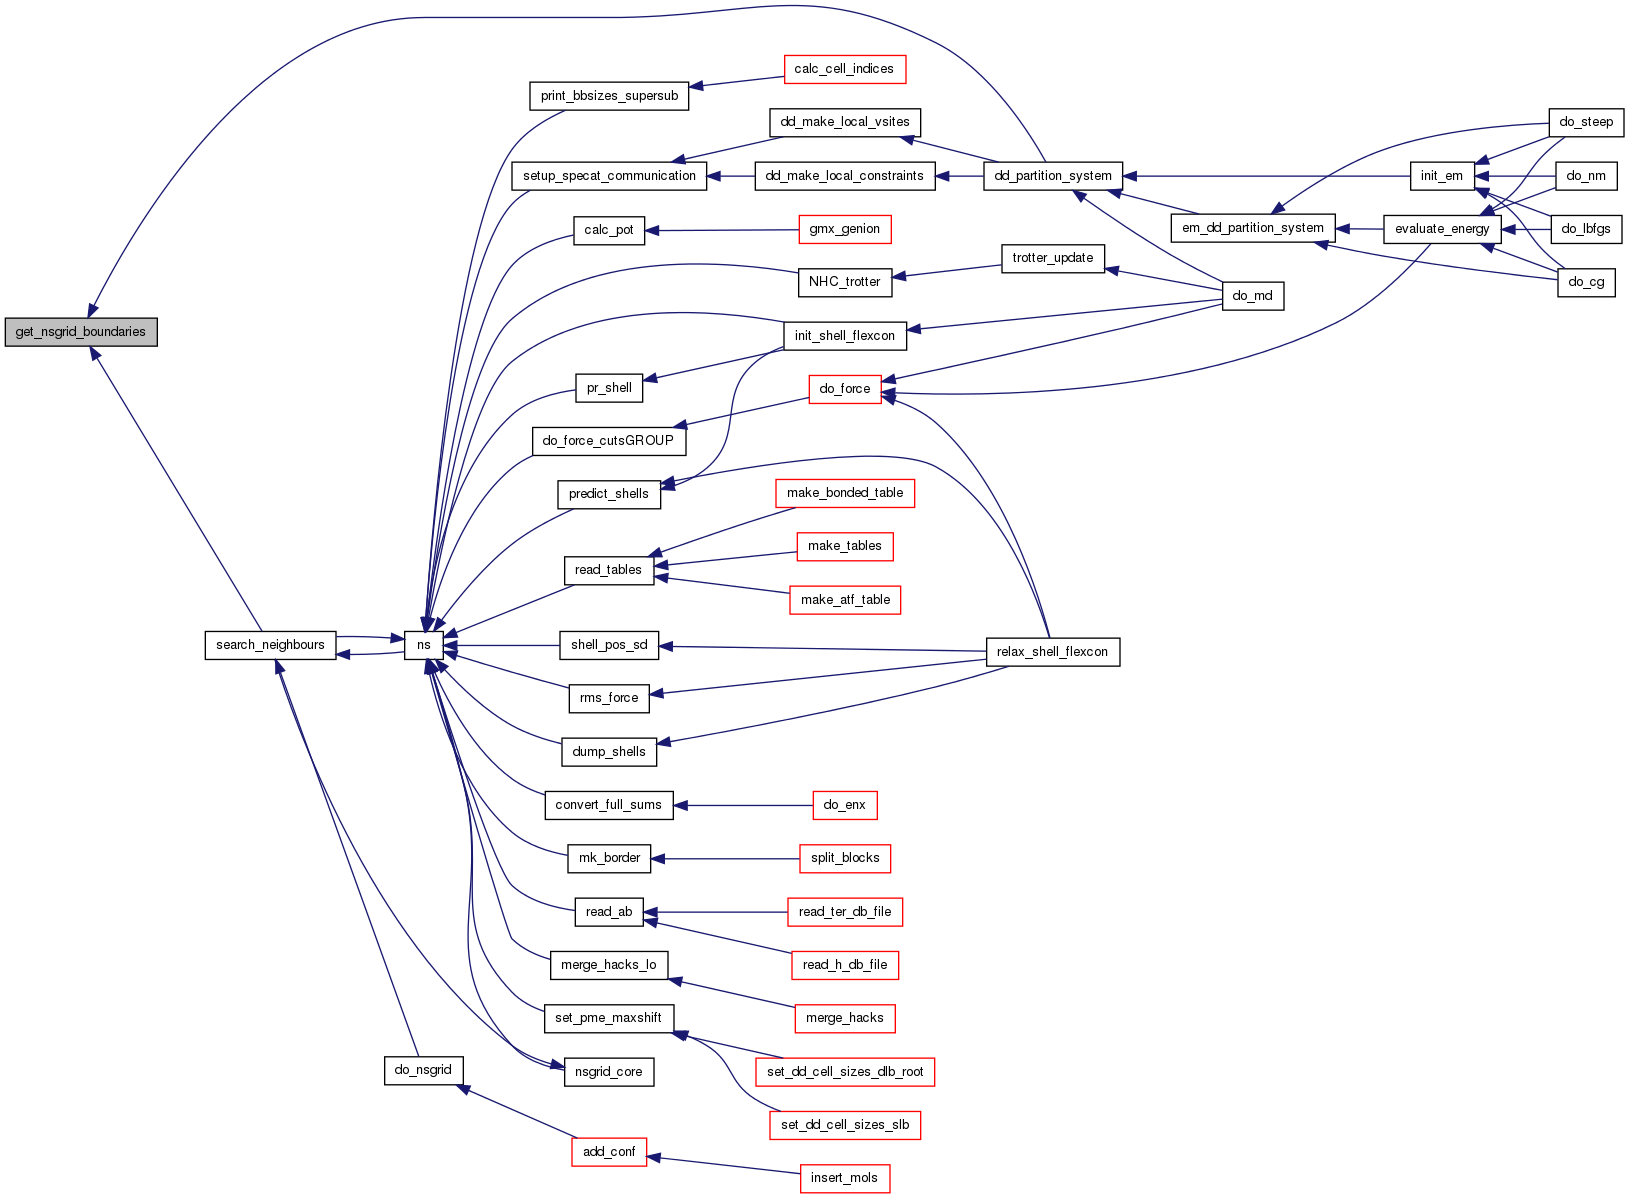 get_nsgrid_boundaries
search_neighbours
ns
do_nsgrid
print_bbsizes_supersub
setup_specat_communication
calc_pot
pr_shell
do_force_cutsGROUP
predict_shells
read_tables
shell_pos_sd
rms_force
dump_shells
convert_full_sums
mk_border
read_ab
merge_hacks_lo
set_pme_maxshift
nsgrid_core
add_conf
calc_cell_indices
dd_make_local_vsites
dd_make_local_constraints
gmx_genion
NHC_trotter
init_shell_flexcon
do_force
make_bonded_table
make_tables
make_atf_table
do_enx
split_blocks
read_ter_db_file
read_h_db_file
merge_hacks
set_dd_cell_sizes_dlb_root
set_dd_cell_sizes_slb
insert_mols
dd_partition_system
trotter_update
relax_shell_flexcon
em_dd_partition_system
do_md
init_em
evaluate_energy
do_steep
do_nm
do_lbfgs
do_cg